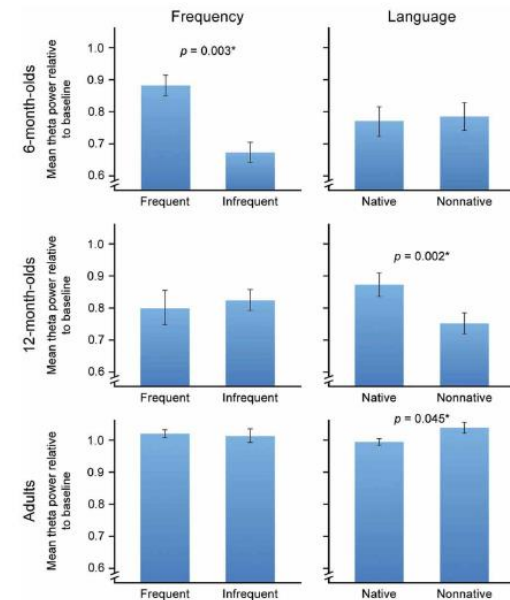 Frequency
Language
6-month-olds
Mean theta power relative
to baseline
1.0
0.9
0.8
0.7
0.6
p = 0.003*
Frequent Infrequent
Native Nonnative
12-month-olds
Mean theta power relative
to baseline
1.0
0.9
0.8
0.7
0.6
Frequent Infrequent
p = 0.002*
Native Nonnative
Adults
Mean theta power relative
to baseline
1.0
0.9
0.8
0.7
0.6
Frequent Infrequent
p = 0.045*
Native Nonnative